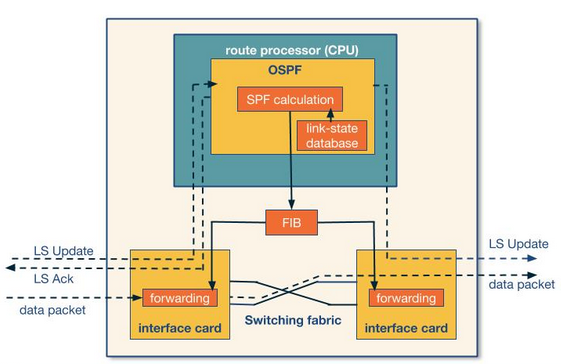 route processor (CPU)
OSPF
SPF calculation
link-state
database
FIB
LS Update
LS Ack
data packet
forwarding
interface card
Switching fabric
forwarding
interface card
LS Update
data packet